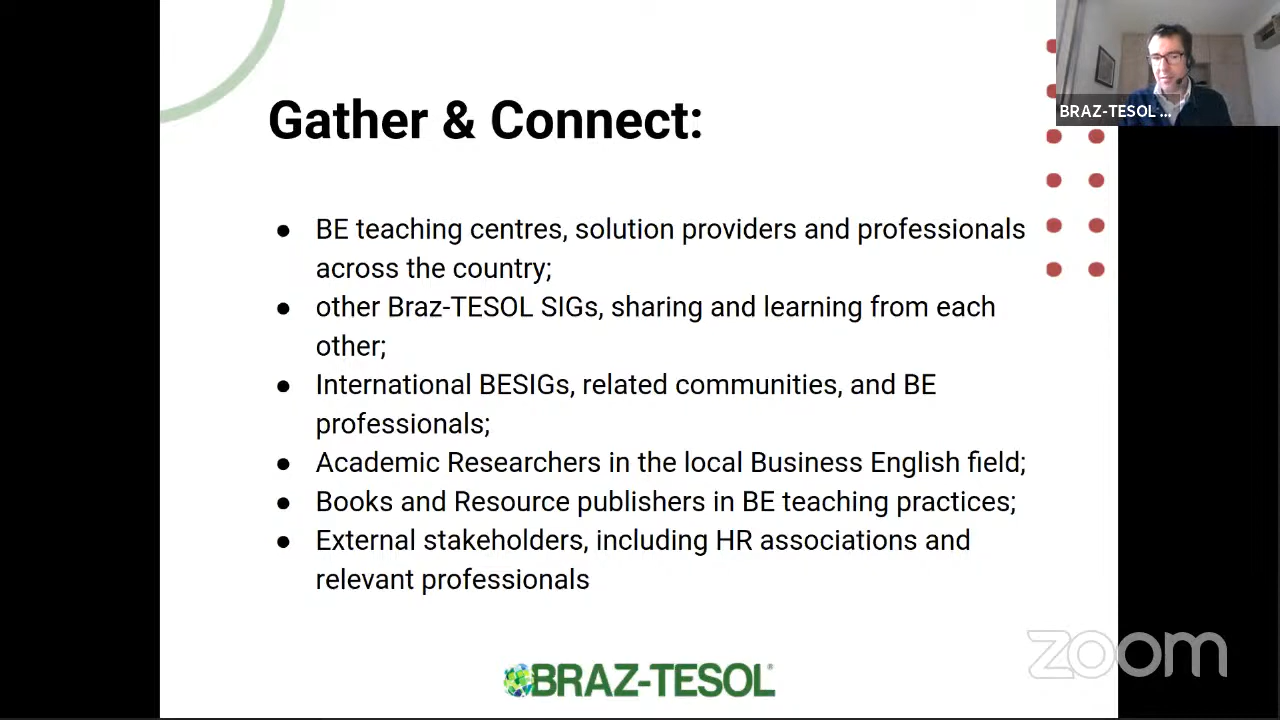 Gather & Connect:
BRAZ-TESOL ...
● BE teaching centres, solution providers and professionals
across the country;
● other Braz-TESOL SIGs, sharing and learning from each
other;
● International BESIGs, related communities, and BE
professionals;
● Academic Researchers in the local Business English field;
● Books and Resource publishers in BE teaching practices;
● External stakeholders, including HR associations and
relevant professionals
zoom
BRAZ-TESOL®